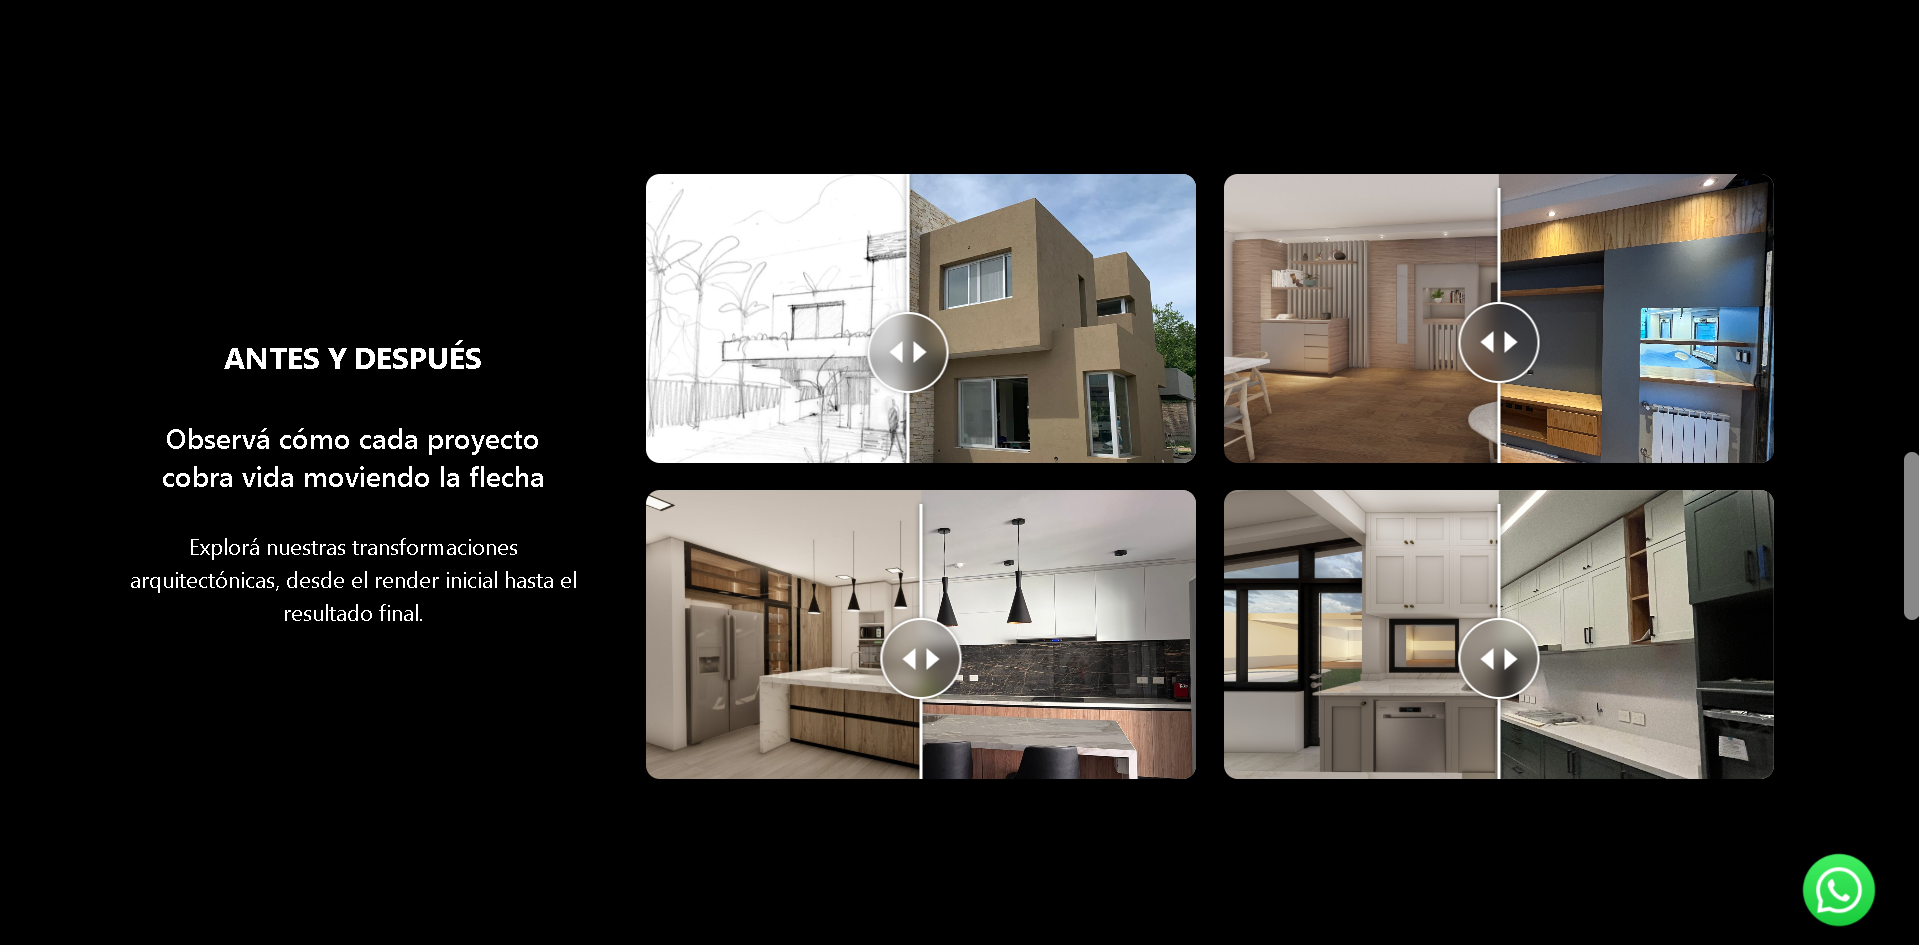 ANTES Y DESPUÉS
Observá cómo cada proyecto
cobra vida moviendo la flecha
Explorá nuestras transformaciones
arquitectónicas, desde el render inicial hasta el
resultado final.